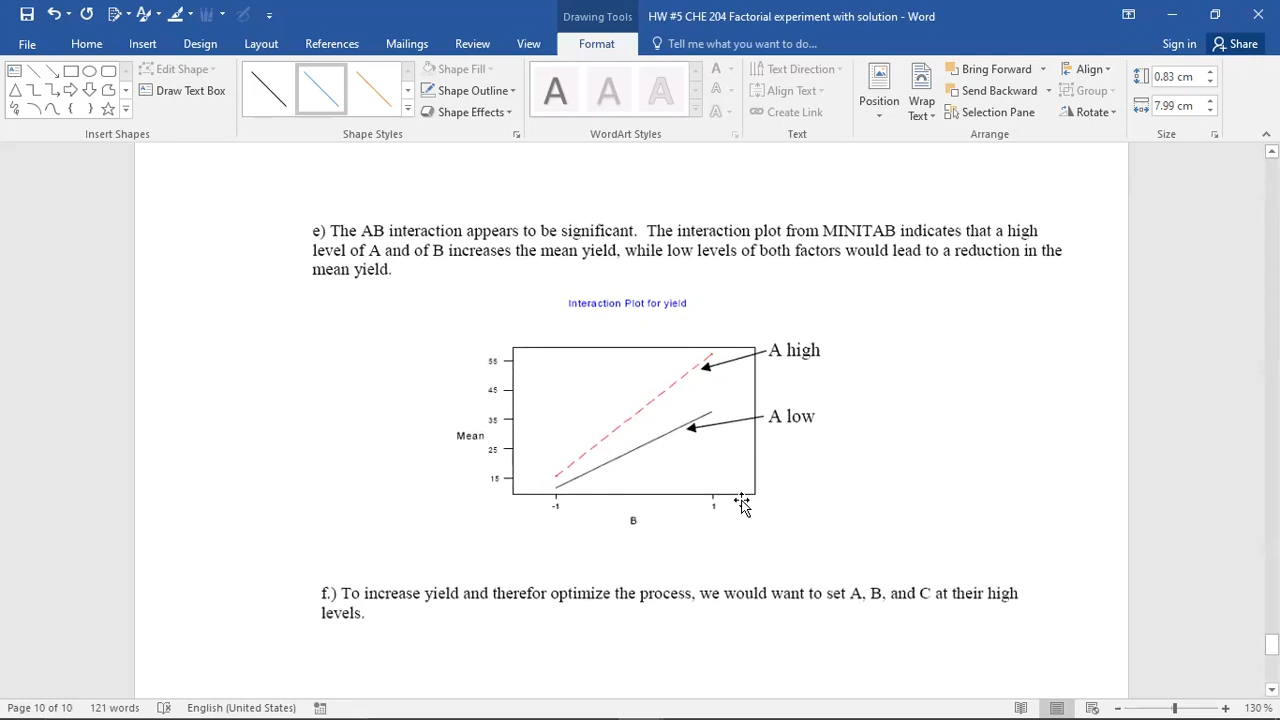 Drawing Tools
HW #5 CHE 204 Factorial experiment with solution - Word
File Home Insert Design Layout References Mailings Review View Format Tell me what you want to do... Sign in Share
Edit Shape
Draw Text Box
Insert Shapes
Shape Fill
Shape Outline
Shape Effects
Shape Styles
A A A
A
A
A
WordArt Styles
Text Direction
Align Text
Create Link
Text
Position
Wrap
Text
Bring Forward
Send Backward
Selection Pane
Align
Group
Rotate
Arrange
0.83 cm
7.99 cm
Size
e) The AB interaction appears to be significant. The interaction plot from MINITAB indicates that a high
level of A and of B increases the mean yield, while low levels of both factors would lead to a reduction in the
mean yield.
Interaction Plot for yield
A high
55
45
A low
35
Mean
25
15
-1 1
B
f.) To increase yield and therefor optimize the process, we would want to set A, B, and C at their high
levels.
Page 10 of 10 121 words English (United States) 130 %